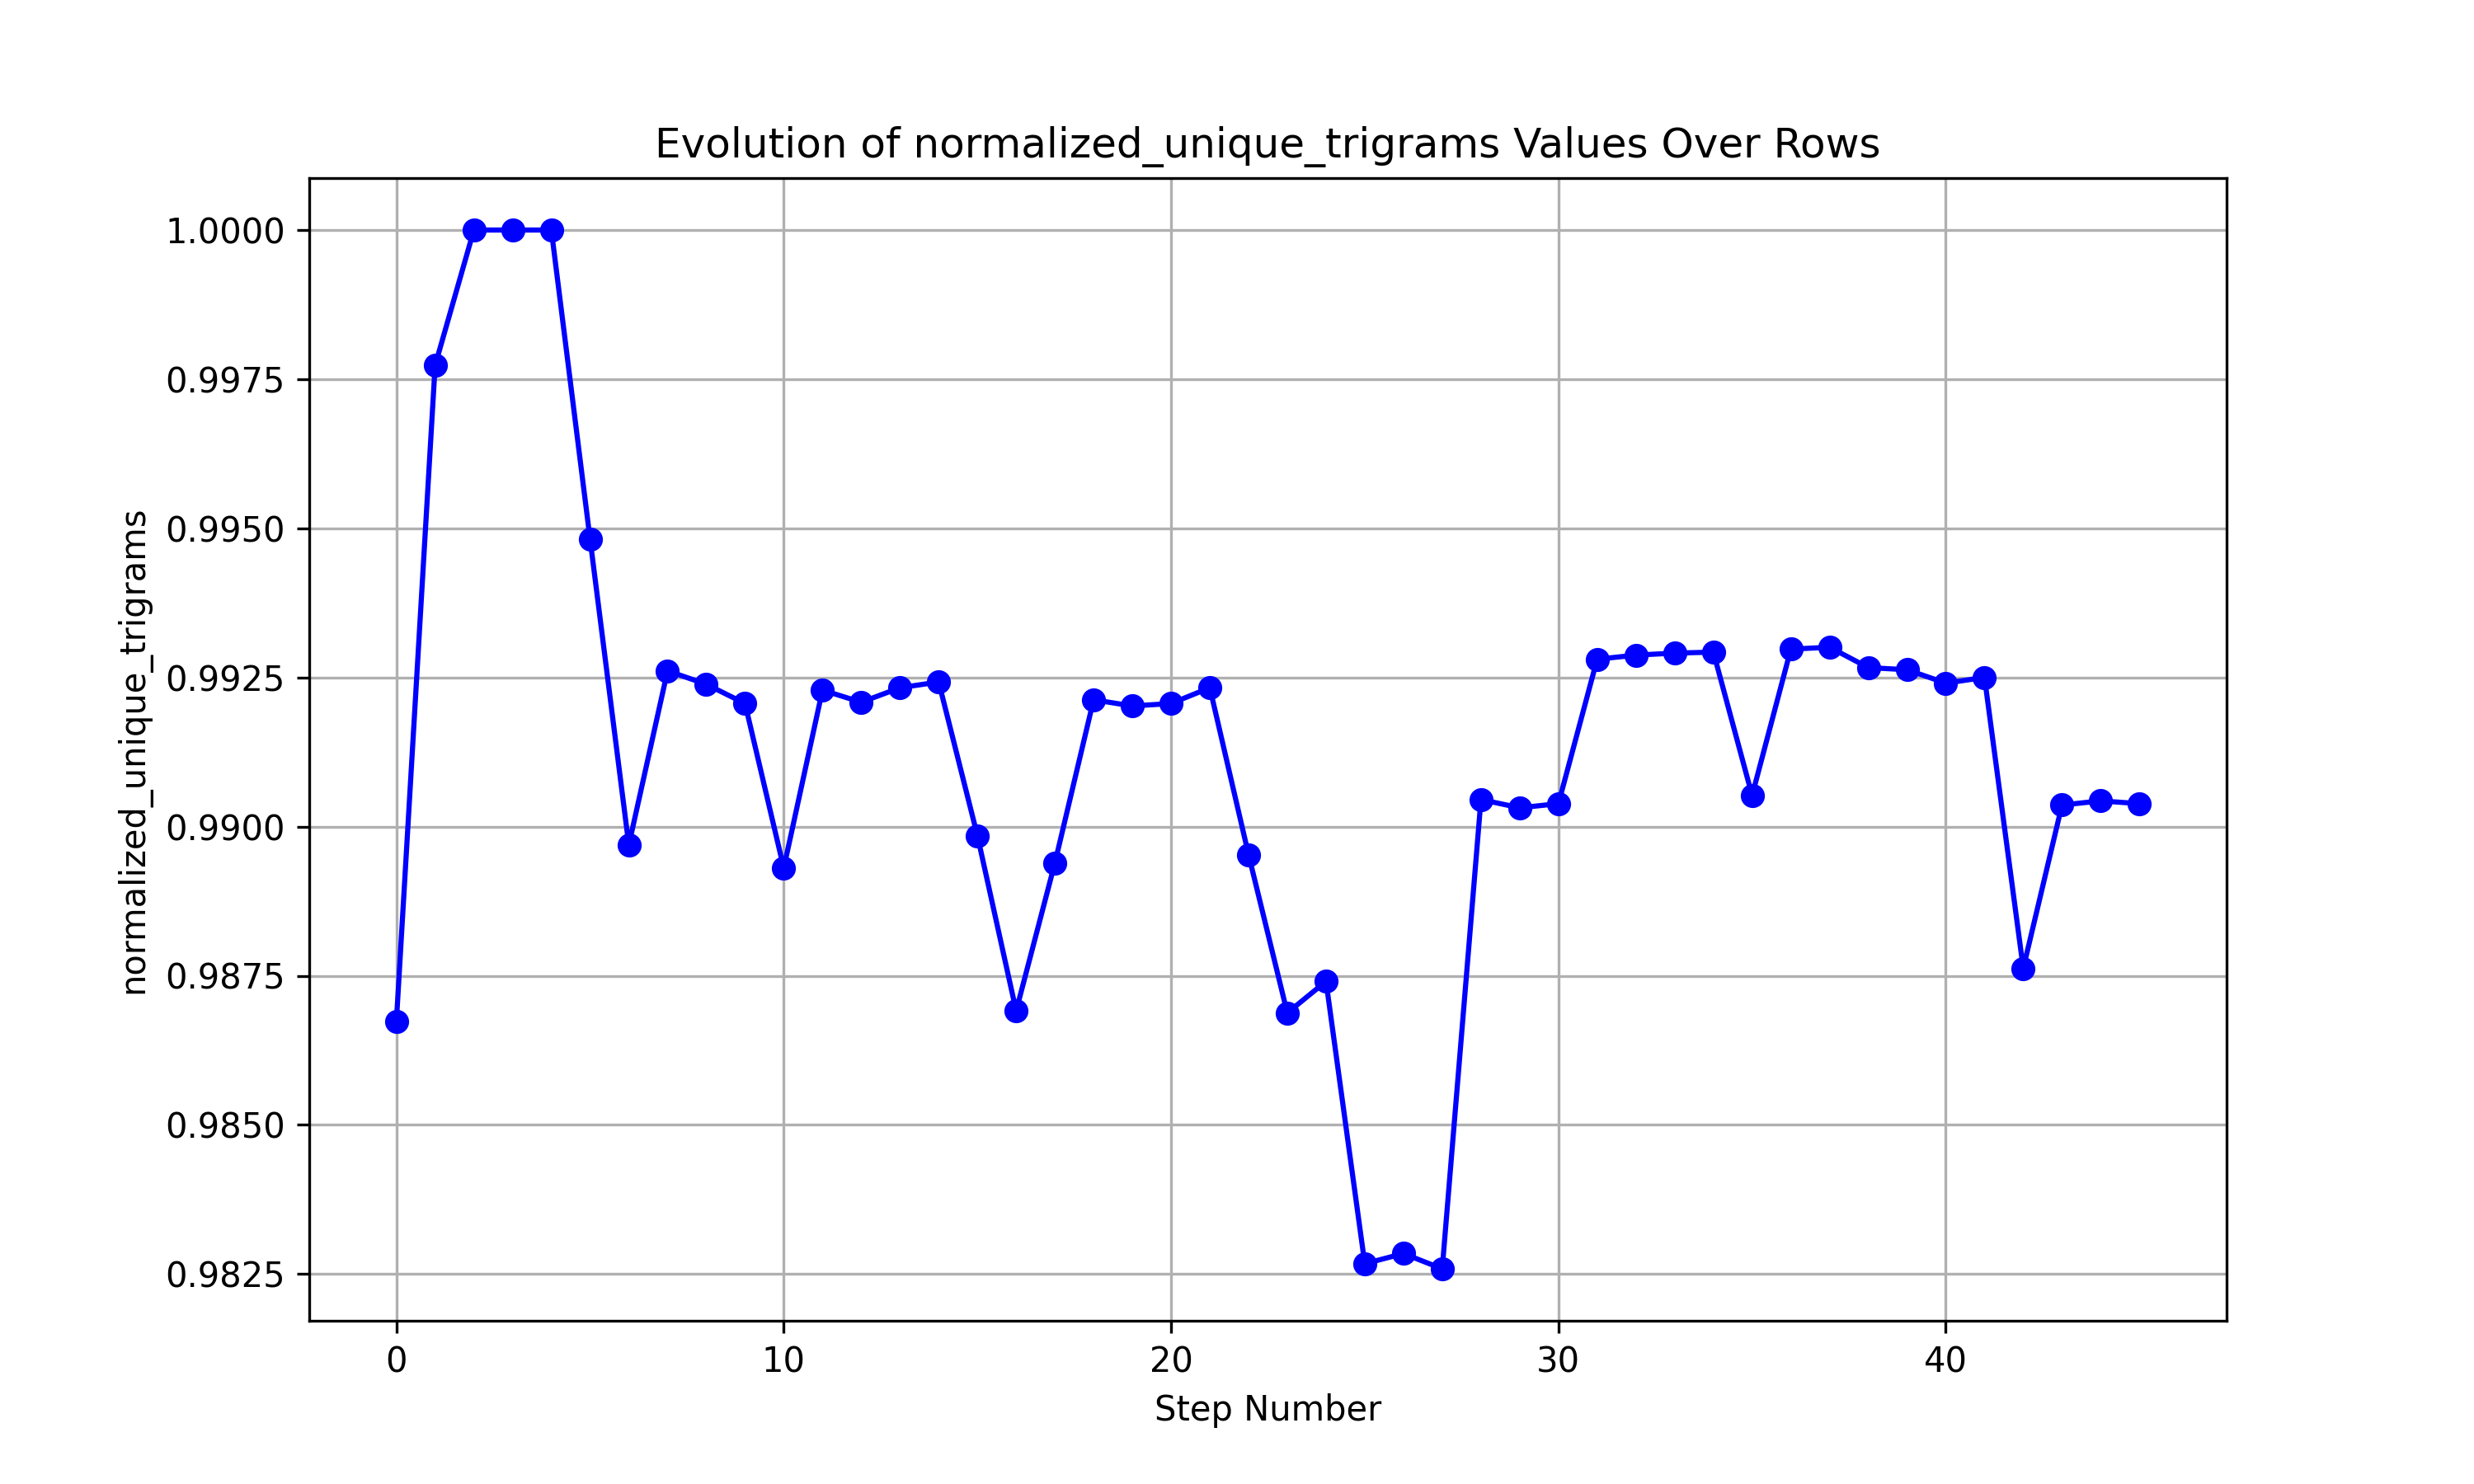 Evolution of normalized_unique_trigrams Values Over Rows
normalized_unique_trigrams
1.0000
0.9975
0.9950
0.9925
0.9900
0.9875
0.9850
0.9825
0 10 20 30 40
Step Number